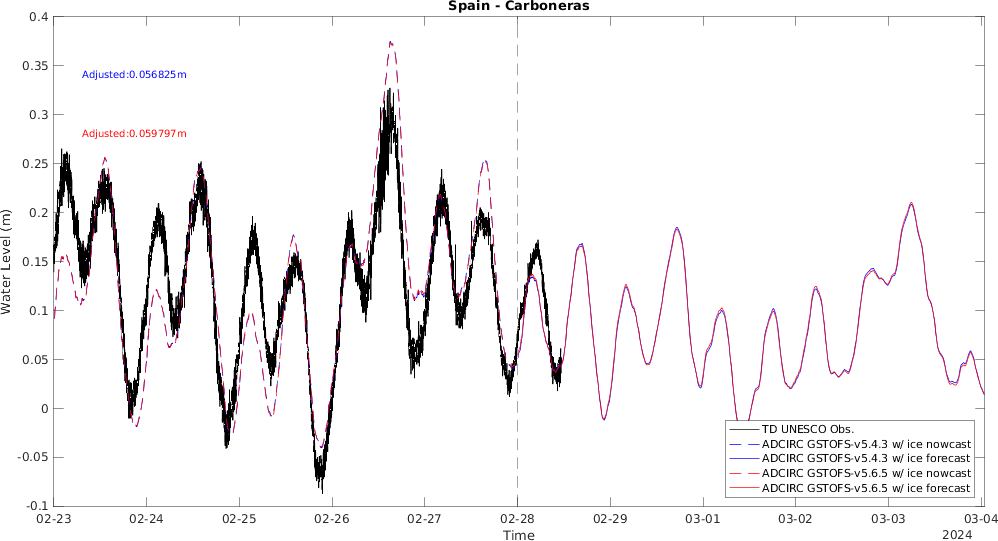 Spain - Carboneras
0.4
0.35
0.3
0.25
0.2
0.15
0.1
0.05
0
-0.05
-0.1
Water Level (m)
Adjusted:0.056825m
Adjusted:0.059797m
TD UNESCO Obs.
ADCIRC GSTOFS-v5.4.3 w/ ice nowcast
ADCIRC GSTOFS-v5.4.3 w/ ice forecast
ADCIRC GSTOFS-v5.6.5 w/ ice nowcast
ADCIRC GSTOFS-v5.6.5 w/ ice forecast
02-23 02-24 02-25 02-26 02-27 02-28 02-29 03-01 03-02 03-03 03-04
Time
2024